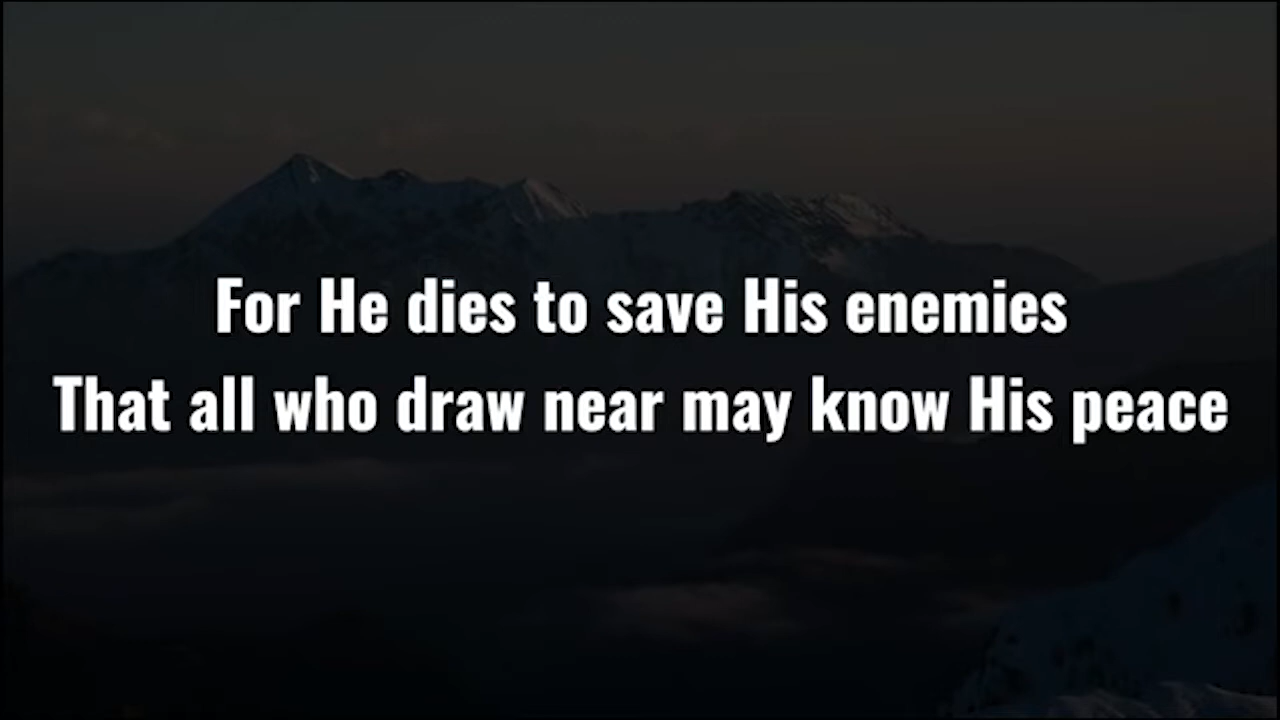 For He dies to save His enemies
That all who draw near may know His peace